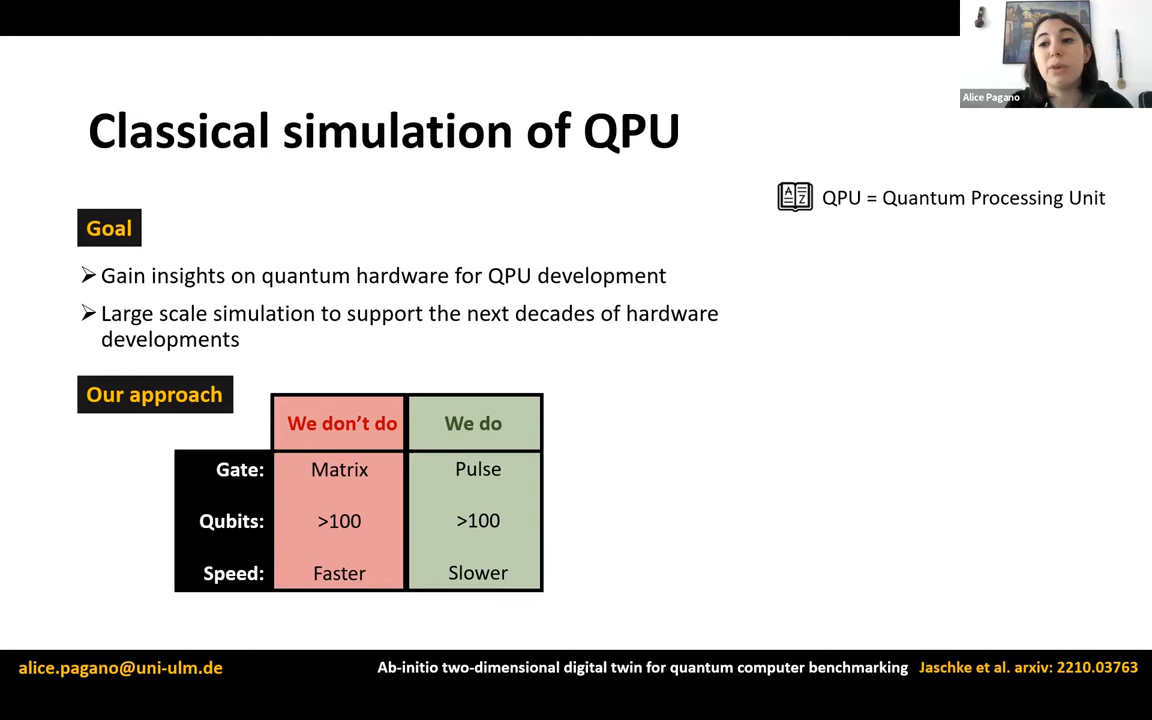 Alice Pagano
Classical simulation of QPU
QPU = Quantum Processing Unit
Goal
Gain insights on quantum hardware for QPU development
Large scale simulation to support the next decades of hardware
developments
Our approach
We don't do We do
Gate: Matrix Pulse
Qubits: >100 >100
Speed: Faster Slower
alice.pagano@uni-ulm.de Ab-initio two-dimensional digital twin for quantum computer benchmarking Jaschke et al. arxiv: 2210.03763